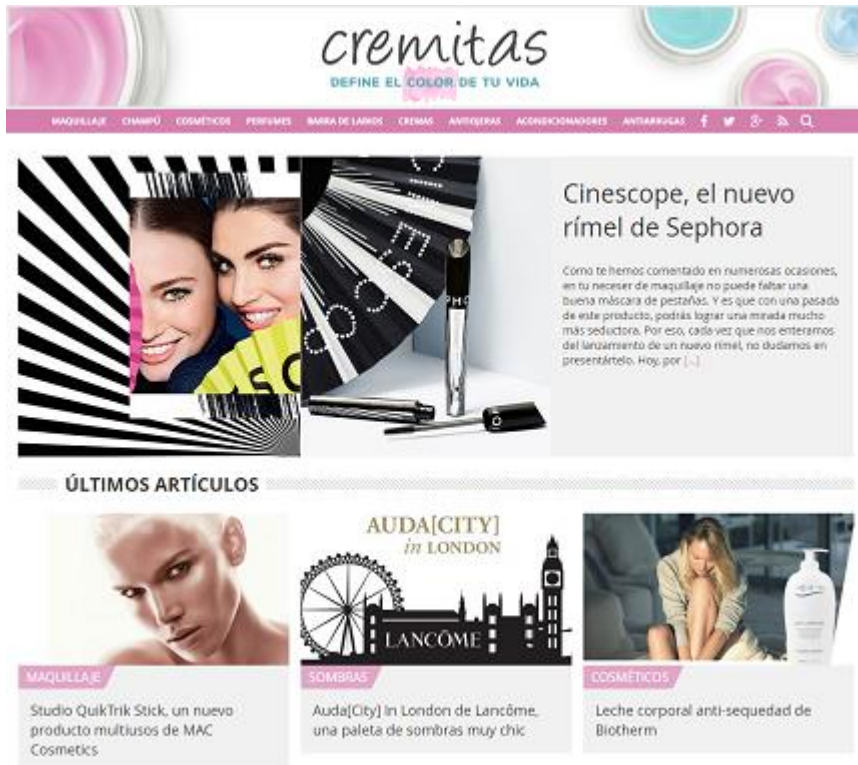 cremitas
DEFINE EL COLOR DE TU VIDA
MAQUILLAJE CHAMPÚ COSMÉTICOS PERFUMES BARRA DE LABIOS CREMAS ANTIOJERAS ACONDICIONADORES ANTIARRUGAS
Cinescope, el nuevo
rímel de Sephora
Como te hemos comentado en numerosas ocasiones,
en tu neceser de maquillaje no puede faltar una
buena máscara de pestañas. Y es que con una pasada
de este producto, podrás lograr una mirada mucho
más seductora. Por eso, cada vez que nos enteramos
del lanzamiento de un nuevo rímel, no dudamos en
presentártelo. Hoy, por [...]
ÚLTIMOS ARTÍCULOS
AUDA[CITY]
in LONDON
LANCÔME
MAQUILLAJE
SOMBRAS
COSMÉTICOS
Studio QuikTrik Stick, un nuevo
producto multiusos de MAC
Cosmetics
Auda[City] In London de Lancôme,
una paleta de sombras muy chic
Leche corporal anti-sequedad de
Biotherm